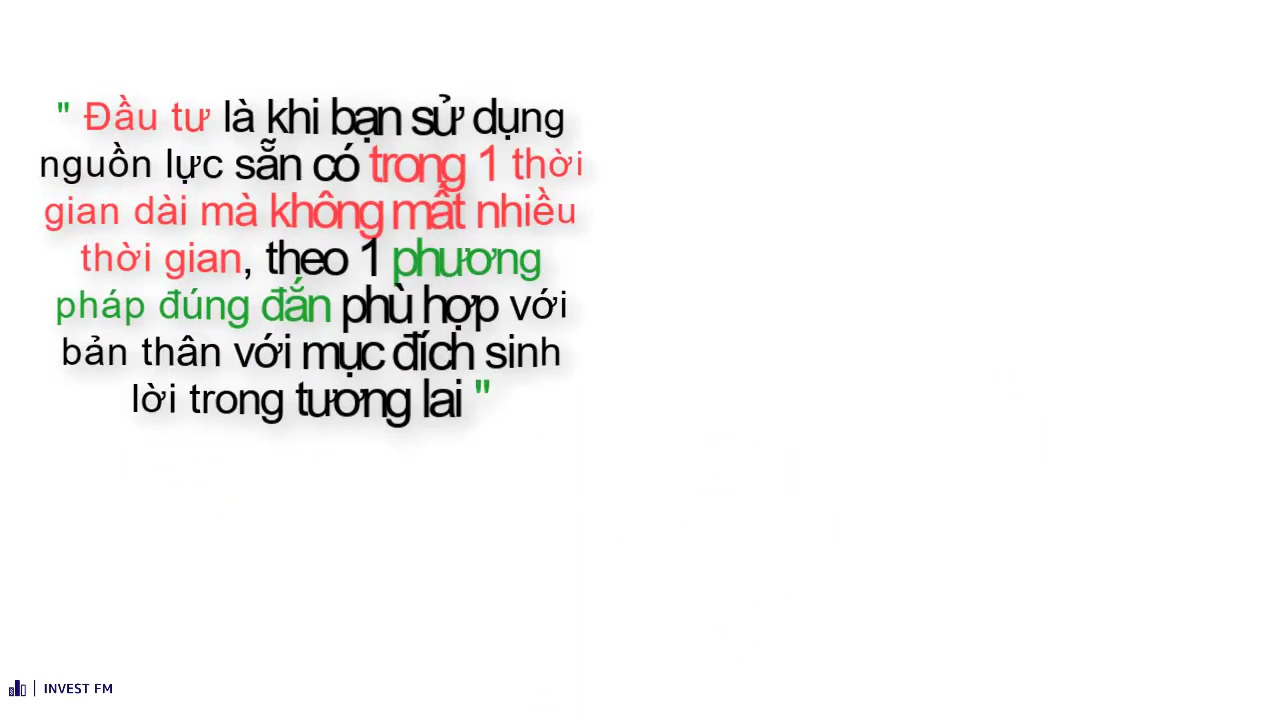 " Đầu tư là khi bạn sử dụng
nguồn lực sẵn có trong 1 thời
gian dài mà không mất nhiều
thời gian, theo 1 phương
pháp đúng đắn phù hợp với
bản thân với mục đích sinh
lời trong tương lai "
INVEST FM